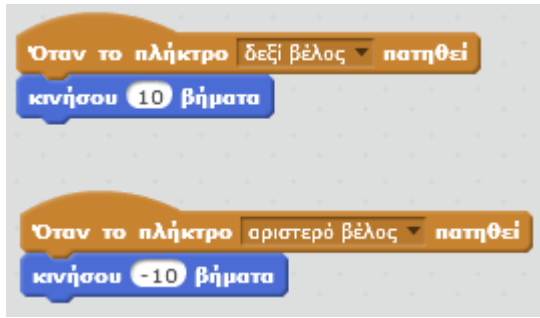 Όταν το πλήκτρο δεξί βέλος πατηθεί
κινήσου 10 βήματα
Όταν το πλήκτρο αριστερό βέλος πατηθεί
κινήσου -10 βήματα